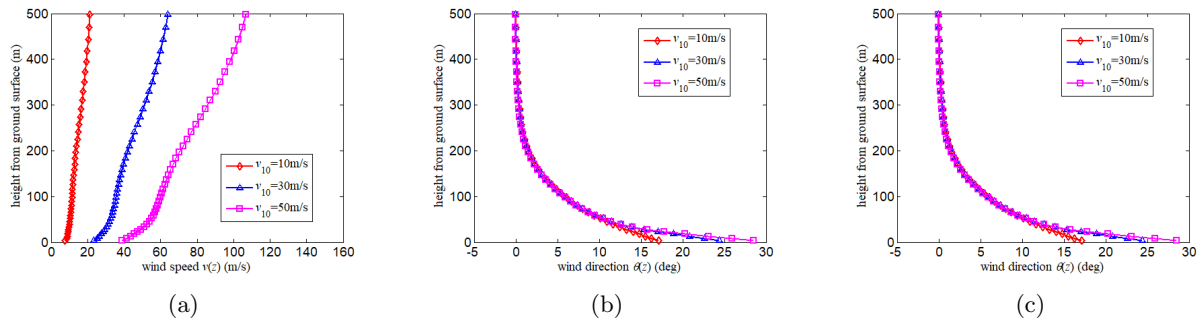 500
400
300
200
100
0
height from ground surface (m)
v10=10m/s
v10=30m/s
v10=50m/s
0 20 40 60 80 100 120 140 160
wind speed v(z) (m/s)
(a)
500
400
300
200
100
0
height from ground surface (m)
v10=10m/s
v10=30m/s
v10=50m/s
-5 0 5 10 15 20 25 30
wind direction θ(z) (deg)
(b)
500
400
300
200
100
0
height from ground surface (m)
v10=10m/s
v10=30m/s
v10=50m/s
-5 0 5 10 15 20 25 30
wind direction θ(z) (deg)
(c)